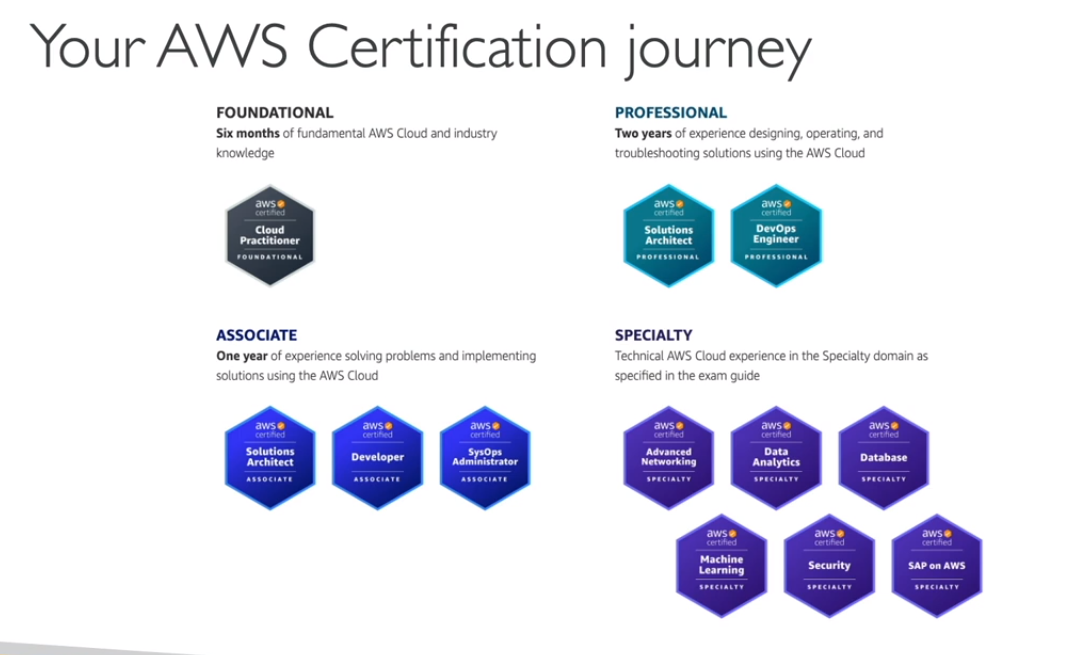 Your AWS Certification journey
FOUNDATIONAL
Six months of fundamental AWS Cloud and industry
knowledge
aws
certified
Cloud
Practitioner
FOUNDATIONAL
PROFESSIONAL
Two years of experience designing, operating, and
troubleshooting solutions using the AWS Cloud
aws
certified
Solutions
Architect
PROFESSIONAL
aws
certified
DevOps
Engineer
PROFESSIONAL
ASSOCIATE
One year of experience solving problems and implementing
solutions using the AWS Cloud
aws
certified
Solutions
Architect
ASSOCIATE
aws
certified
Developer
ASSOCIATE
aws
certified
SysOps
Administrator
ASSOCIATE
SPECIALTY
Technical AWS Cloud experience in the Specialty domain as
specified in the exam guide
aws
certified
Advanced
Networking
SPECIALTY
aws
certified
Data
Analytics
SPECIALTY
aws
certified
Database
SPECIALTY
aws
certified
Machine
Learning
SPECIALTY
aws
certified
Security
SPECIALTY
aws
certified
SAP on AWS
SPECIALTY